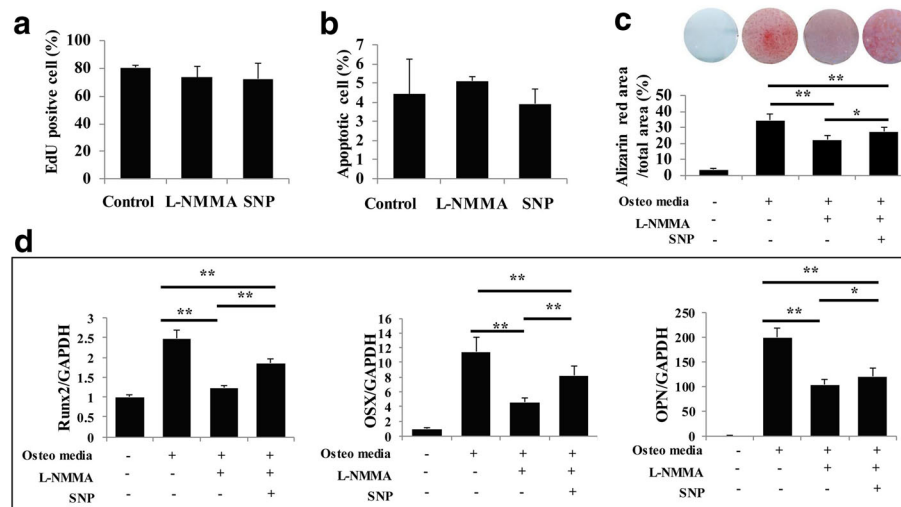 a
EdU positve cell (%)
100
80
60
40
20
0
Control L-NMMA SNP
b
Apoptotic cell (%)
7
6
5
4
3
2
1
0
Control L-NMMA SNP
c
Alizarin red area
/total area (%)
50
40
30
20
10
0
**
**
*
Osteo media - + + +
L-NMMA - - + +
SNP - - - +
d
Runx2/GAPDH
3
2.5
2
1.5
1
0.5
0
**
**
**
Osteo media - + + +
L-NMMA - - + +
SNP - - - +
OSX/GAPDH
16
14
12
10
8
6
4
2
0
**
**
**
Osteo media - + + +
L-NMMA - - + +
SNP - - - +
OPN/GAPDH
250
200
150
100
50
0
**
*
**
Osteo media - + + +
L-NMMA - - + +
SNP - - - +